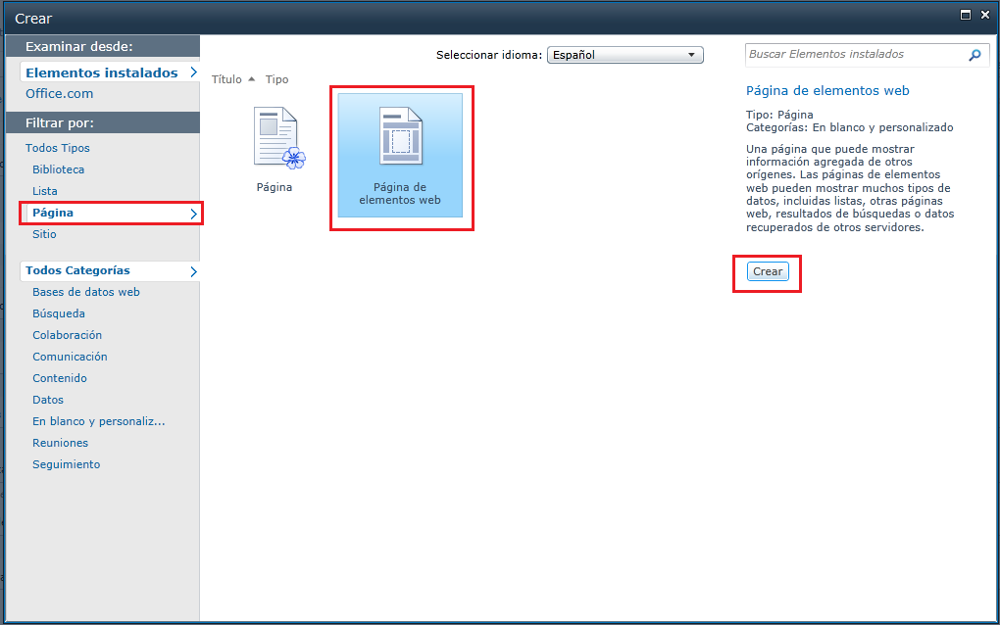 Crear
Examinar desde:
Elementos instalados
Office.com
Filtrar por:
Todos Tipos
Biblioteca
Lista
Página
Sitio
Todos Categorías
Bases de datos web
Búsqueda
Colaboración
Comunicación
Contenido
Datos
En blanco y personaliz...
Reuniones
Seguimiento
Seleccionar idioma: Español
Título Tipo
Página
Página de
elementos web
Buscar Elementos instalados
Página de elementos web
Tipo: Página
Categorías: En blanco y personalizado
Una página que puede mostrar
información agregada de otros
orígenes. Las páginas de elementos
web pueden mostrar muchos tipos de
datos, incluidas listas, otras páginas
web, resultados de búsquedas o datos
recuperados de otros servidores.
Crear